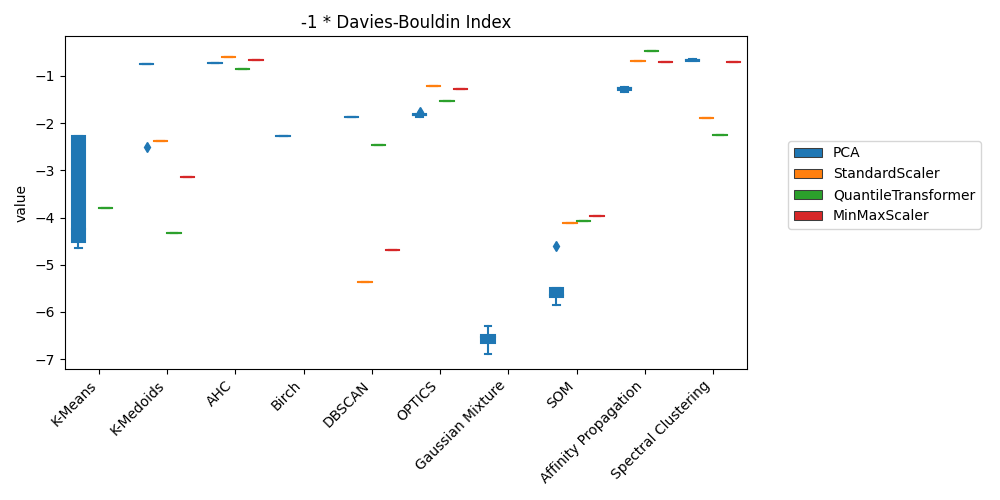 -1 * Davies-Bouldin Index
value
−1
−2
−3
−4
−5
−6
−7
K-Means
K-Medoids
AHC
Birch
DBSCAN
OPTICS
Gaussian Mixture
SOM
Affinity Propagation
Spectral Clustering
PCA
StandardScaler
QuantileTransformer
MinMaxScaler